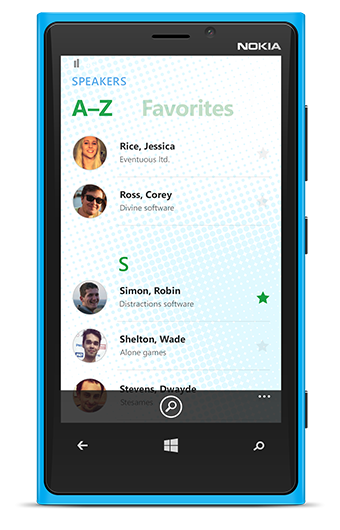 NOKIA
SPEAKERS
A–Z Favorites
Rice, Jessica
Eventuous ltd.
Ross, Corey
Divine software
S
Simon, Robin
Distractions software
Shelton, Wade
Alone games
Stevens, Dwayde
Stesames